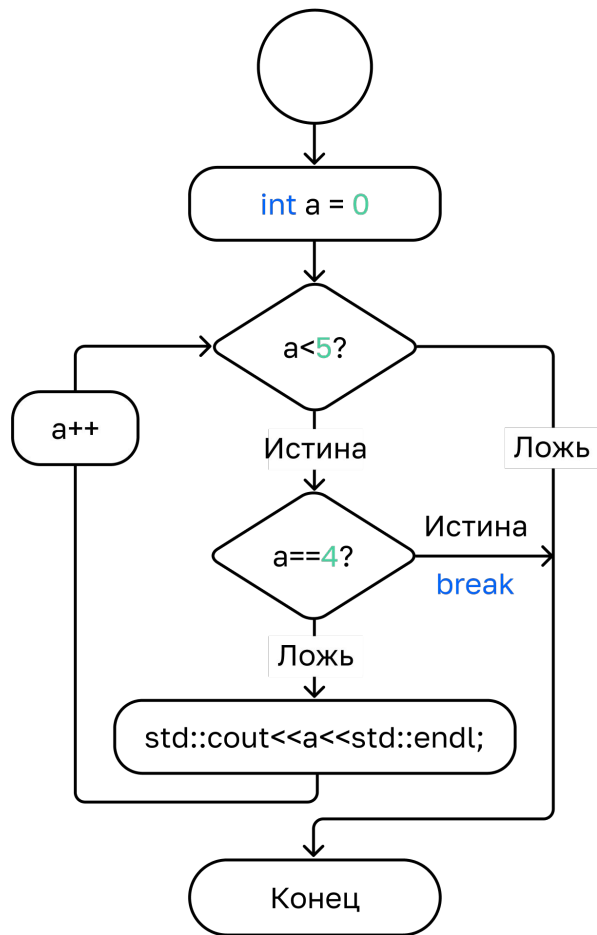 int a = 0
a<5?
a++
Истина
Ложь
a==4?
Истина
break
Ложь
std::cout<<a<<std::endl;
Конец